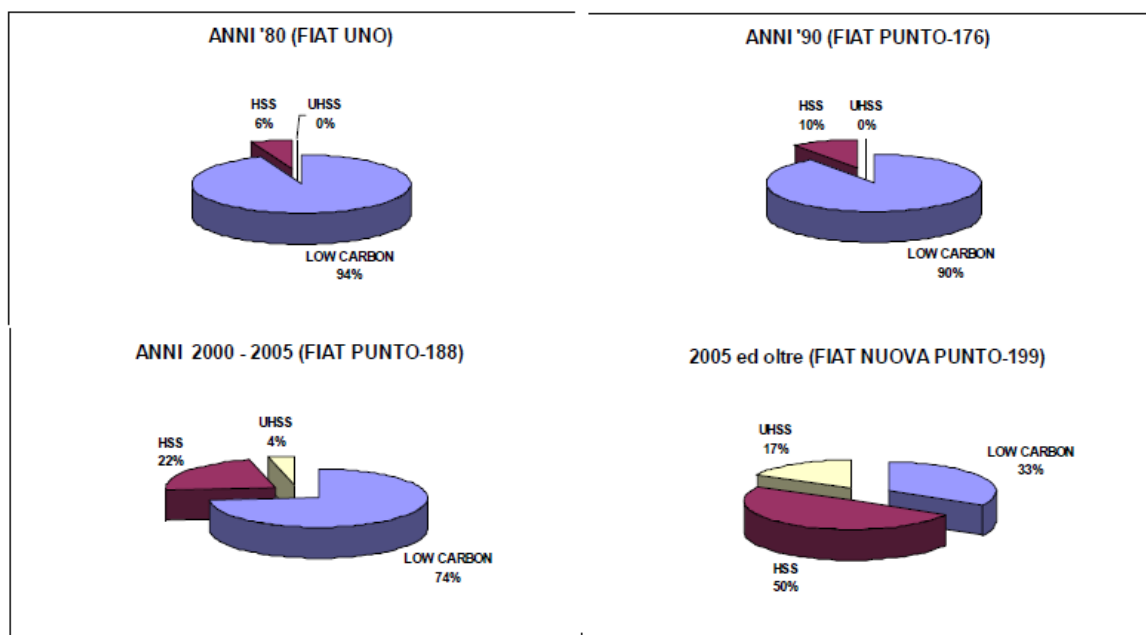 ANNI '80 (FIAT UNO)
HSS
6%
UHSS
0%
LOW CARBON
94%
ANNI '90 (FIAT PUNTO-176)
HSS
10%
UHSS
0%
LOW CARBON
90%
ANNI 2000 - 2005 (FIAT PUNTO-188)
UHSS
4%
HSS
22%
LOW CARBON
74%
2005 ed oltre (FIAT NUOVA PUNTO-199)
UHSS
17%
LOW CARBON
33%
HSS
50%